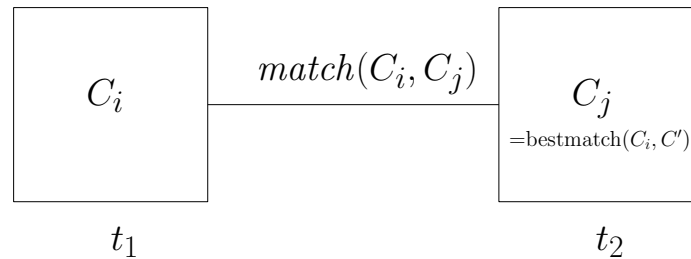 match(C_i, C_j)
C_i
C_j
=bestmatch(C_i, C')
t_1
t_2